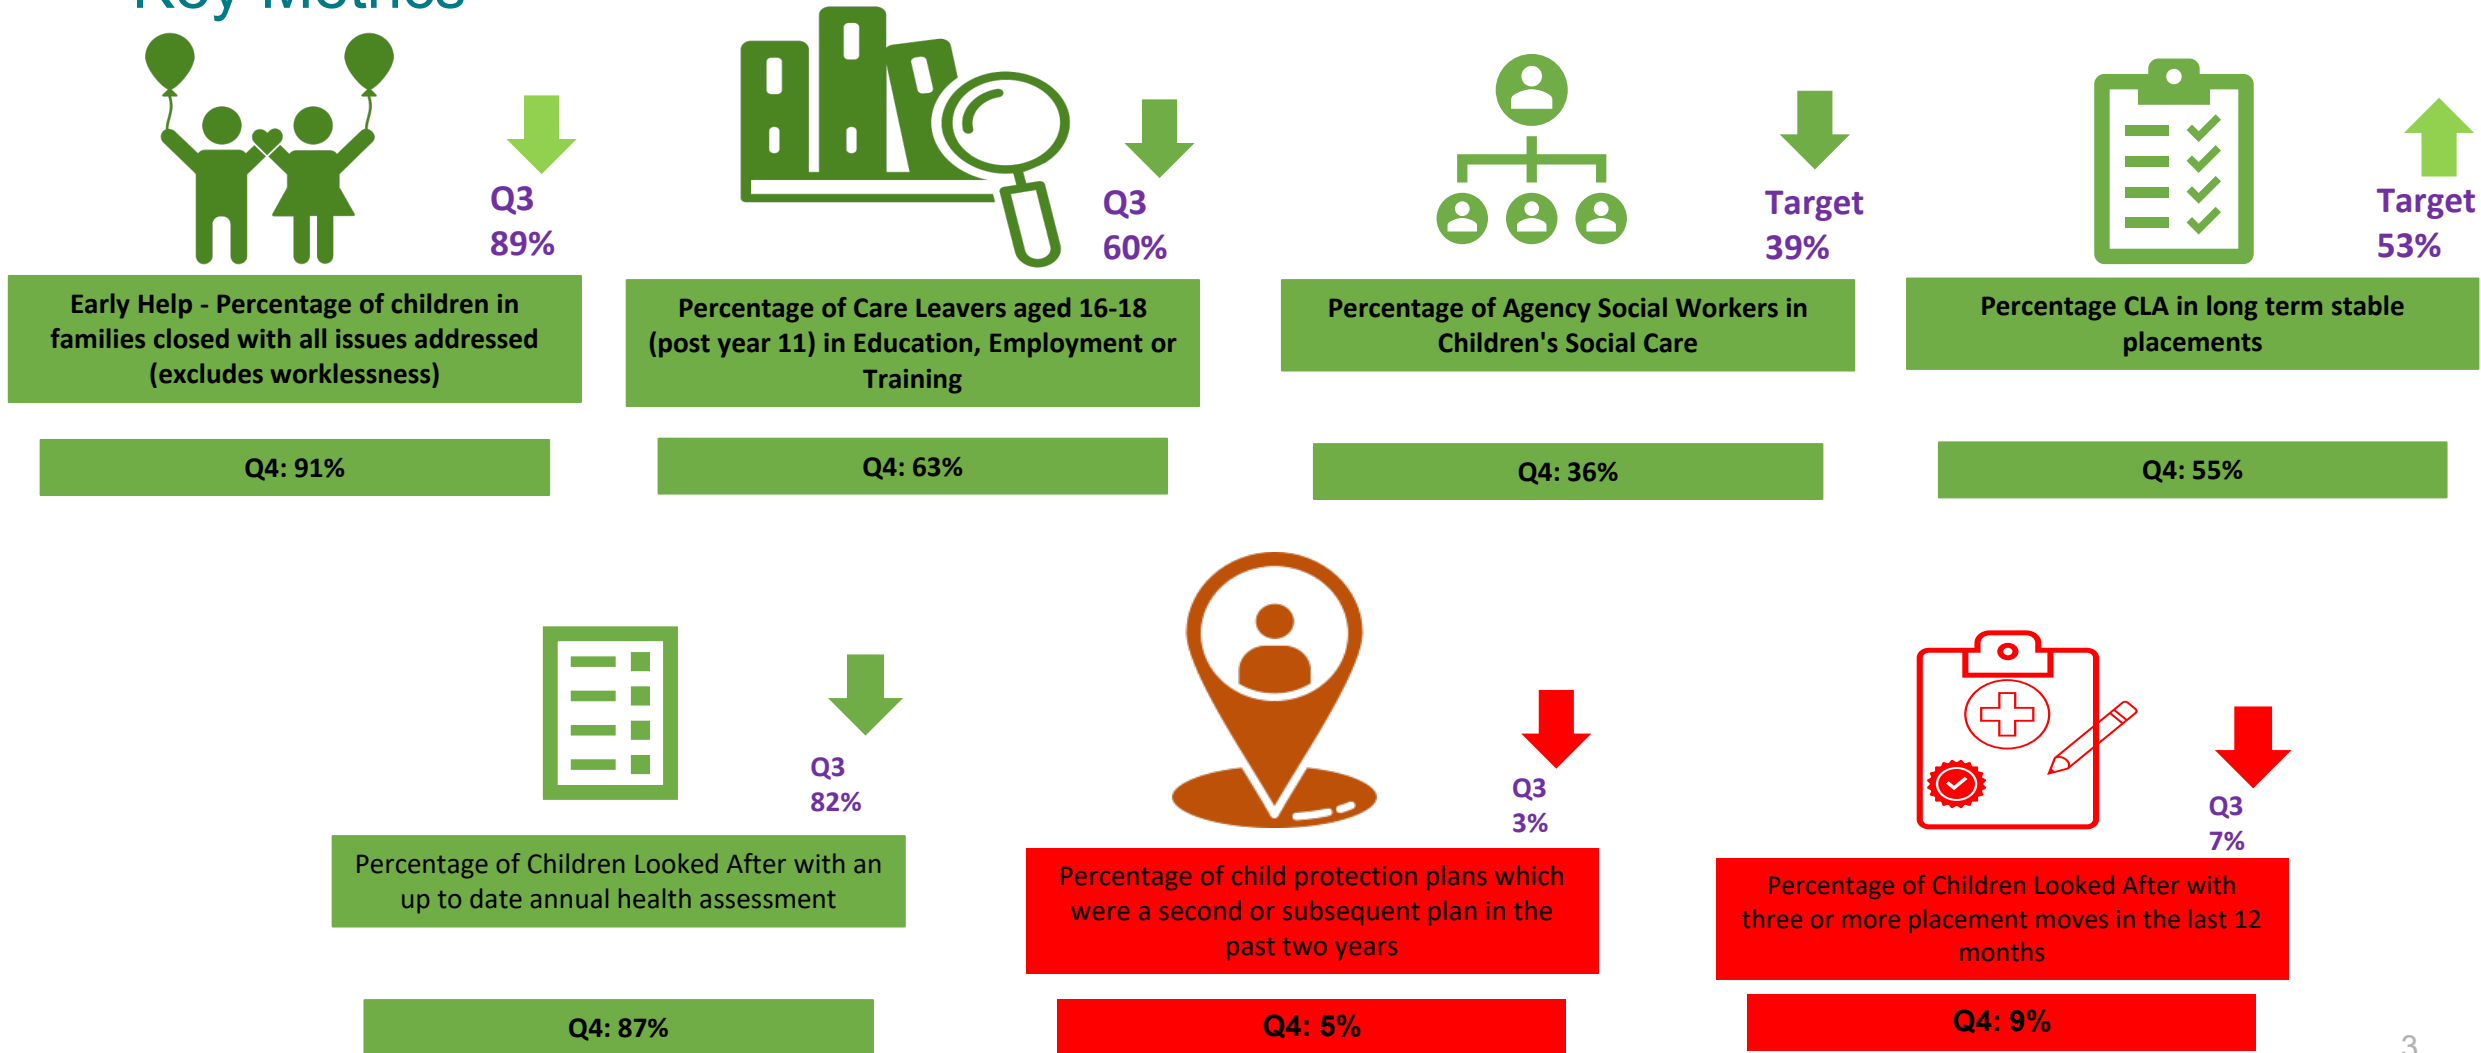 Key Metrics
Q3
89%
Early Help - Percentage of children in
families closed with all issues addressed
(excludes worklessness)
Q4: 91%
Q3
60%
Percentage of Care Leavers aged 16-18
(post year 11) in Education, Employment or
Training
Q4: 63%
Target
39%
Percentage of Agency Social Workers in
Children's Social Care
Q4: 36%
Target
53%
Percentage CLA in long term stable
placements
Q4: 55%
Q3
82%
Percentage of Children Looked After with an
up to date annual health assessment
Q4: 87%
Q3
3%
Percentage of child protection plans which
were a second or subsequent plan in the
past two years
Q4: 5%
Q3
7%
Percentage of Children Looked After with
three or more placement moves in the last 12
months
Q4: 9%
3